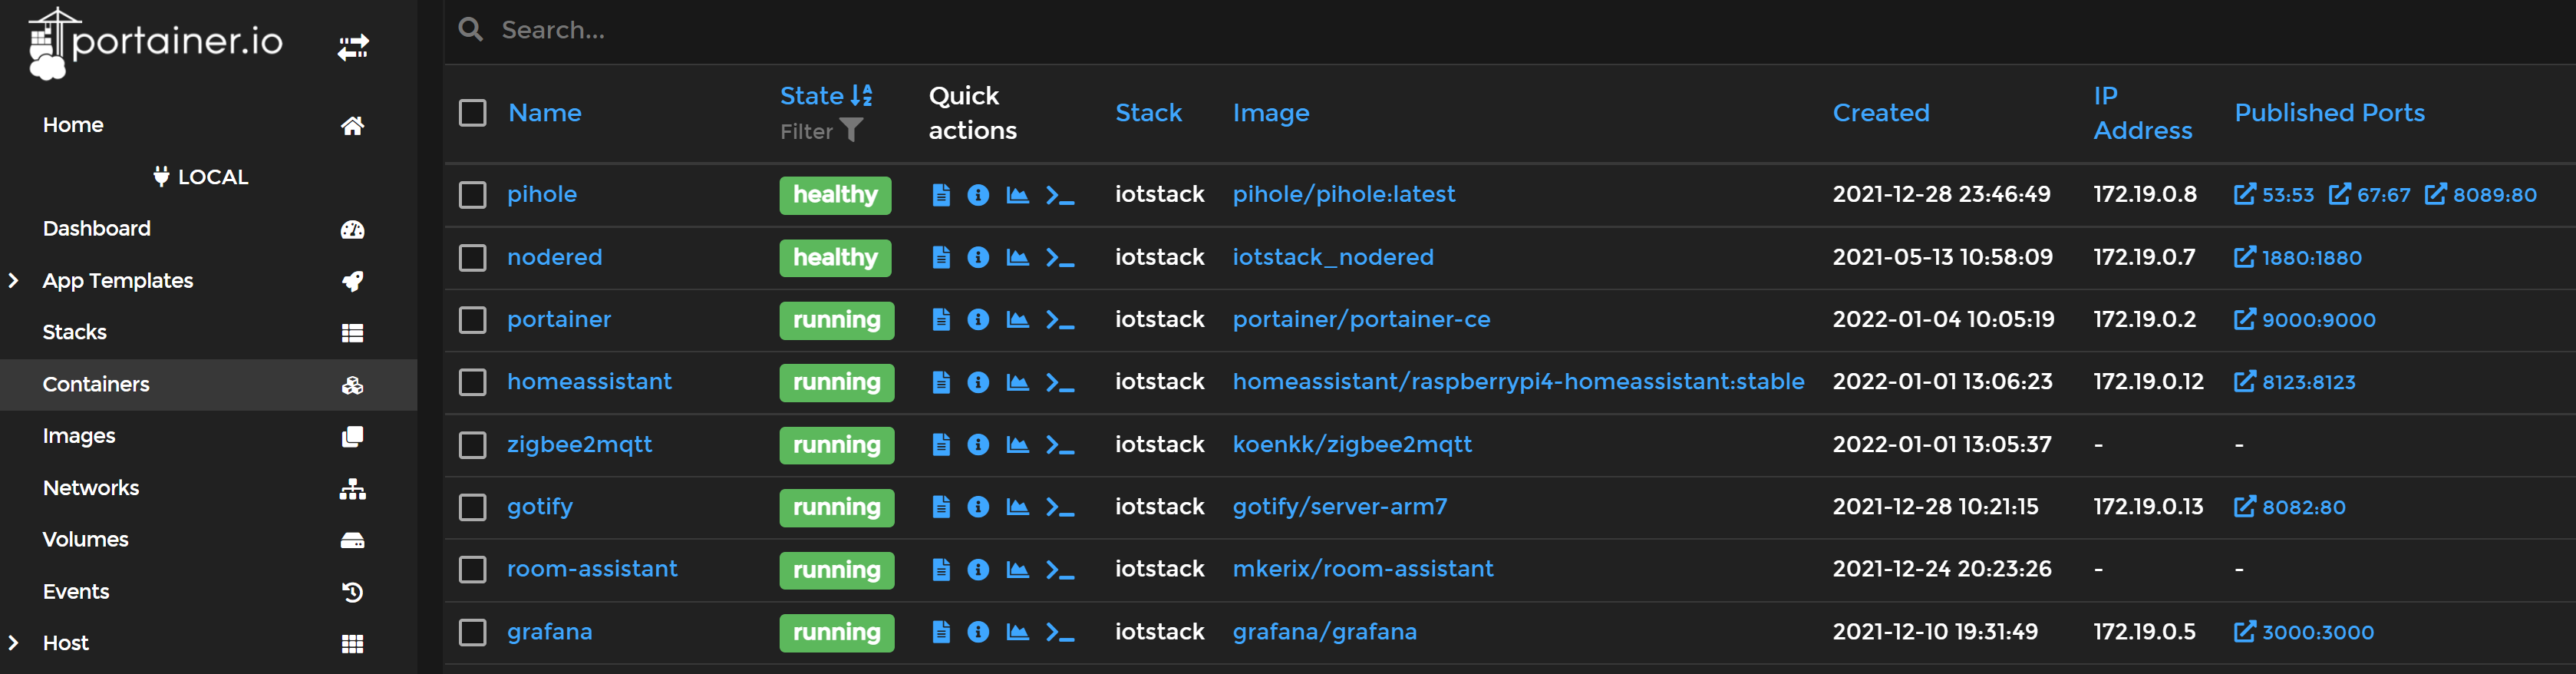 portainer.io
Home
LOCAL
Dashboard
App Templates
Stacks
Containers
Images
Networks
Volumes
Events
Host
Search...
Name State Filter Quick actions Stack Image Created IP Address Published Ports
pihole healthy iotstack pihole/pihole:latest 2021-12-28 23:46:49 172.19.0.8 53:53 67:67 8089:80
nodered healthy iotstack iotstack_nodered 2021-05-13 10:58:09 172.19.0.7 1880:1880
portainer running iotstack portainer/portainer-ce 2022-01-04 10:05:19 172.19.0.2 9000:9000
homeassistant running iotstack homeassistant/raspberrypi4-homeassistant:stable 2022-01-01 13:06:23 172.19.0.12 8123:8123
zigbee2mqtt running iotstack koenkk/zigbee2mqtt 2022-01-01 13:05:37 - -
gotify running iotstack gotify/server-arm7 2021-12-28 10:21:15 172.19.0.13 8082:80
room-assistant running iotstack mkerix/room-assistant 2021-12-24 20:23:26 - -
grafana running iotstack grafana/grafana 2021-12-10 19:31:49 172.19.0.5 3000:3000